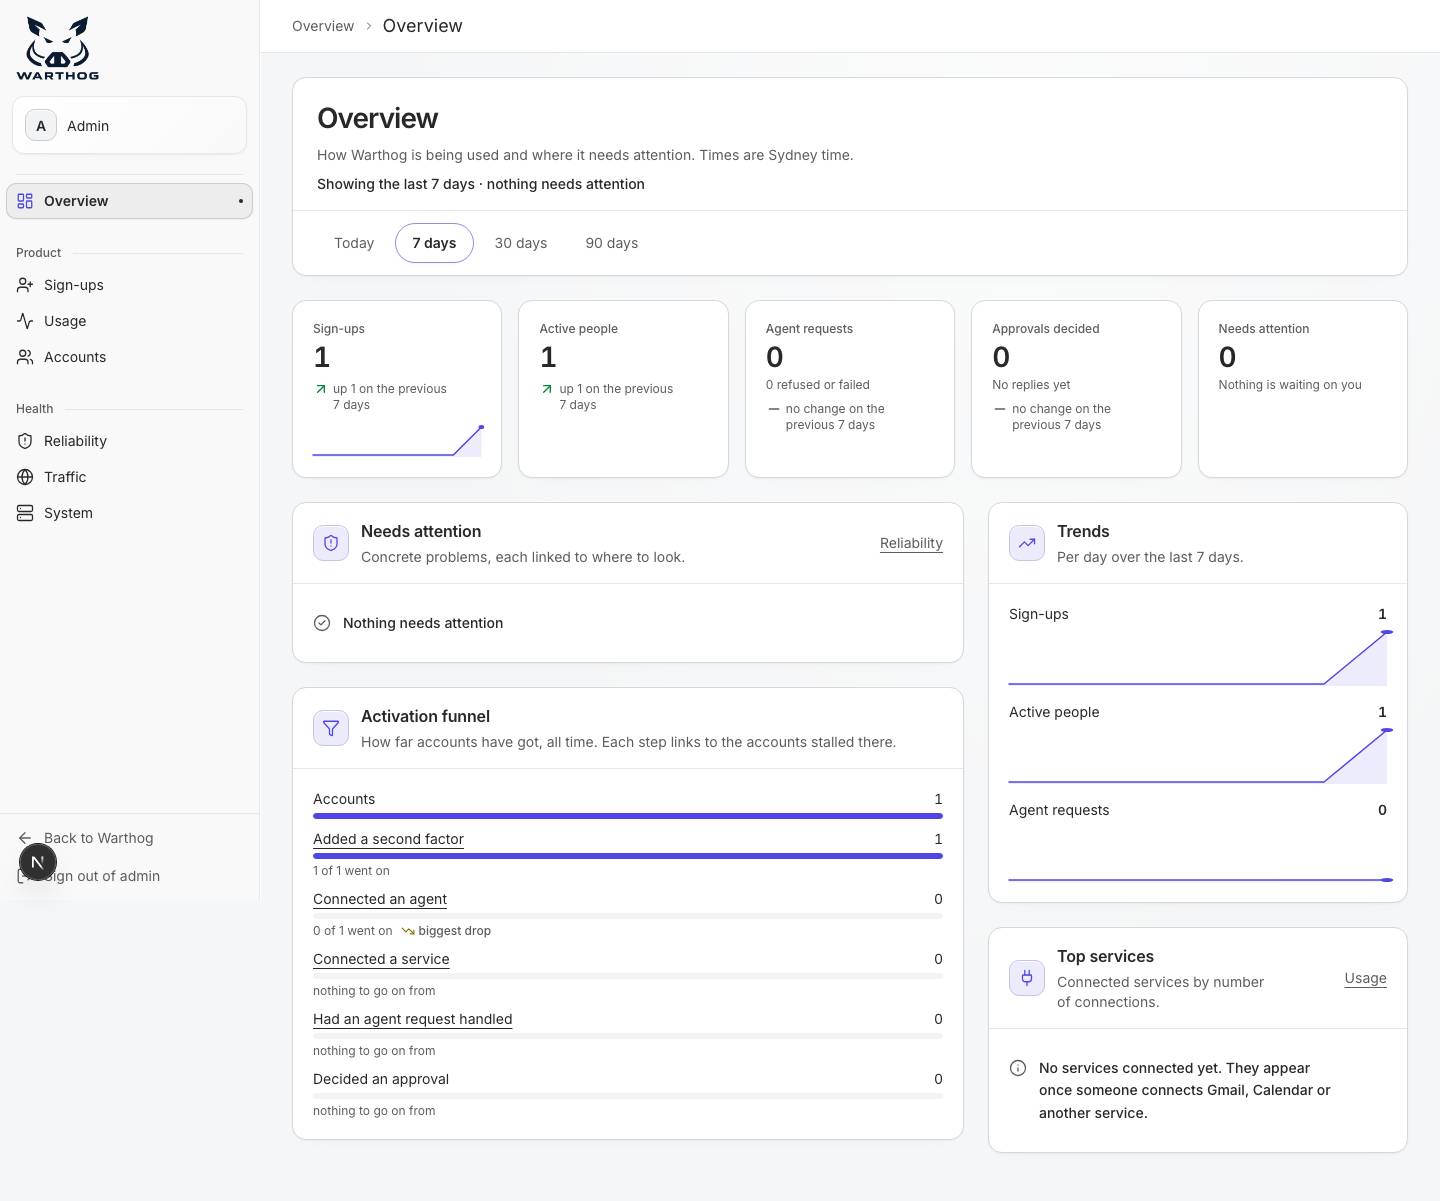 WARTHOG
A
Admin
Overview
Product
Sign-ups
Usage
Accounts
Health
Reliability
Traffic
System
Back to Warthog
Sign out of admin
N
Overview
Overview
Overview
How Warthog is being used and where it needs attention. Times are Sydney time.
Showing the last 7 days · nothing needs attention
Today
7 days
30 days
90 days
Sign-ups
1
up 1 on the previous
7 days
Active people
1
up 1 on the previous
7 days
Agent requests
0
0 refused or failed
no change on the
previous 7 days
Approvals decided
0
No replies yet
no change on the
previous 7 days
Needs attention
0
Nothing is waiting on you
Needs attention
Concrete problems, each linked to where to look.
Reliability
Nothing needs attention
Activation funnel
How far accounts have got, all time. Each step links to the accounts stalled there.
Accounts 1
Added a second factor 1
1 of 1 went on
Connected an agent 0
0 of 1 went on biggest drop
Connected a service 0
nothing to go on from
Had an agent request handled 0
nothing to go on from
Decided an approval 0
nothing to go on from
Trends
Per day over the last 7 days.
Sign-ups 1
Active people 1
Agent requests 0
Top services
Connected services by number
of connections.
Usage
No services connected yet. They appear
once someone connects Gmail, Calendar or
another service.